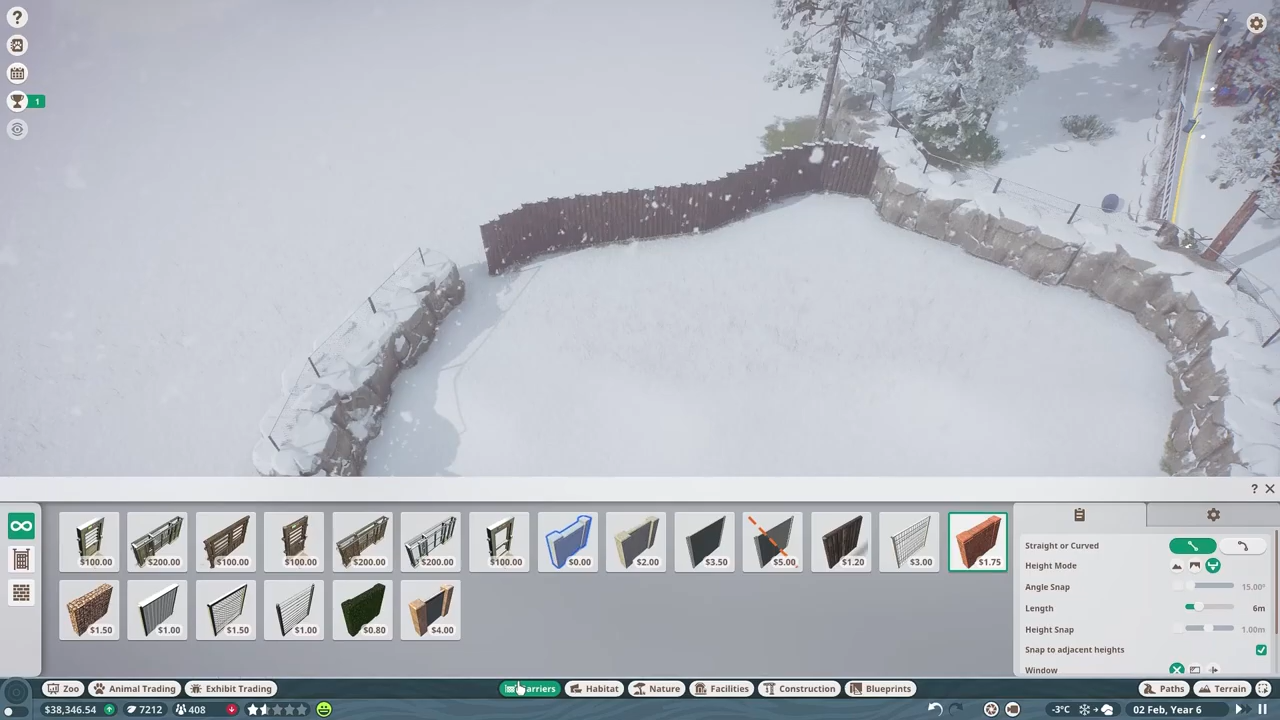 ?
1
? ×
$100.00 $200.00 $100.00 $100.00 $200.00 $200.00 $100.00 $0.00 $2.00 $3.50 $5.00 $1.20 $3.00 $1.75
$1.50 $1.00 $1.50 $1.00 $0.80 $4.00
Straight or Curved
Height Mode
Angle Snap 15.00°
Length 6m
Height Snap 1.00m
Snap to adjacent heights
Window
Zoo Animal Trading Exhibit Trading Barriers Habitat Nature Facilities Construction Blueprints Paths Terrain
$38,346.54 7212 408 -3°C 02 Feb, Year 6